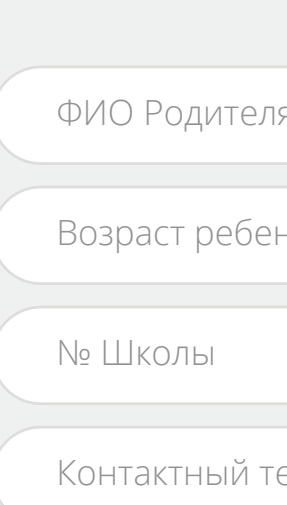 ФИО Родителя
Возраст ребен
№ Школы
Контактный те